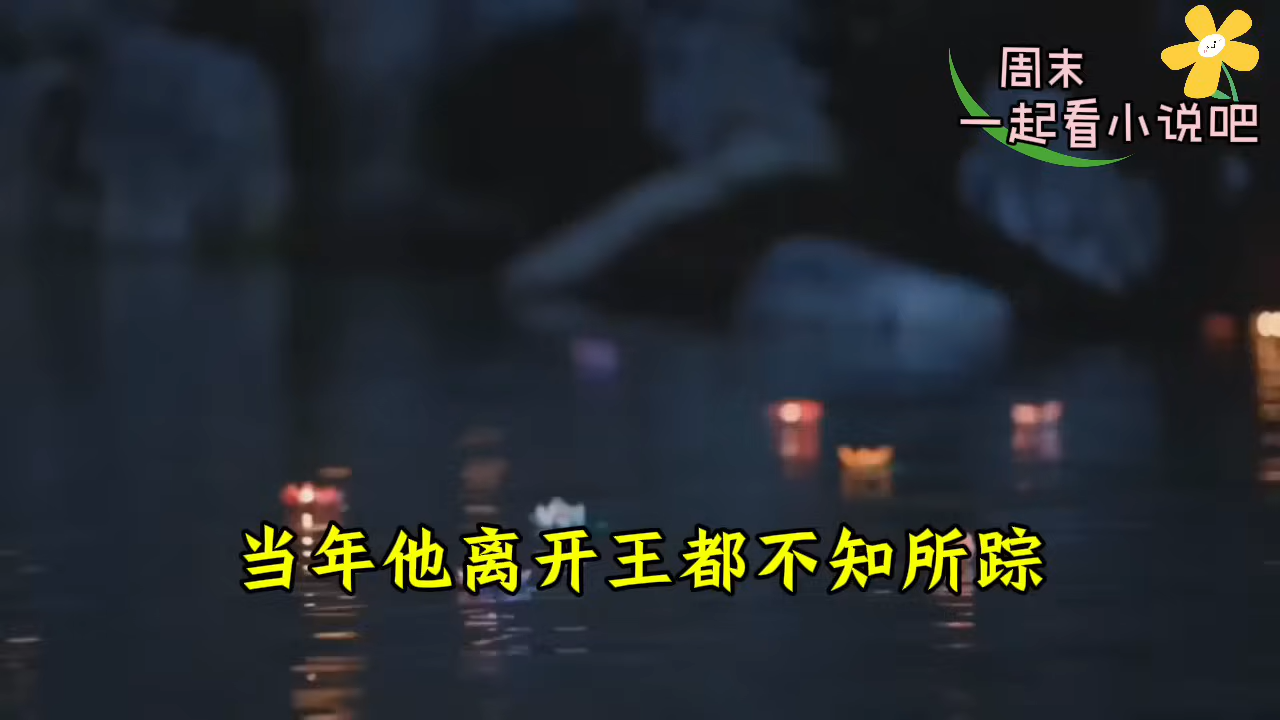 周末
一起看小说吧
当年他离开王都不知所踪